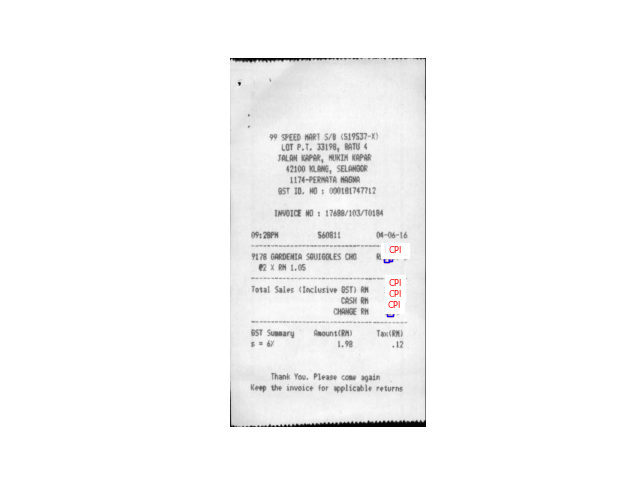 99 SPEED MART S/B (519537-X)
LOT P.T. 33198, BATU 4
JALAN KAPAR, MUKIM KAPAR
42100 KLANG, SELANGOR
1174-PERMATA MAGNA
GST ID. NO : 000181747712
INVOICE NO : 17688/103/T0184
09:28PM 560811 04-06-16
CPI
9178 GARDENIA SQUIGGLES CHO
@2 X RM 1.05
CPI
Total Sales (Inclusive GST) RM CPI
CASH RM CPI
CHANGE RM
GST Summary Amount(RM) Tax(RM)
s = 6% 1.98 .12
Thank You. Please come again
Keep the invoice for applicable returns